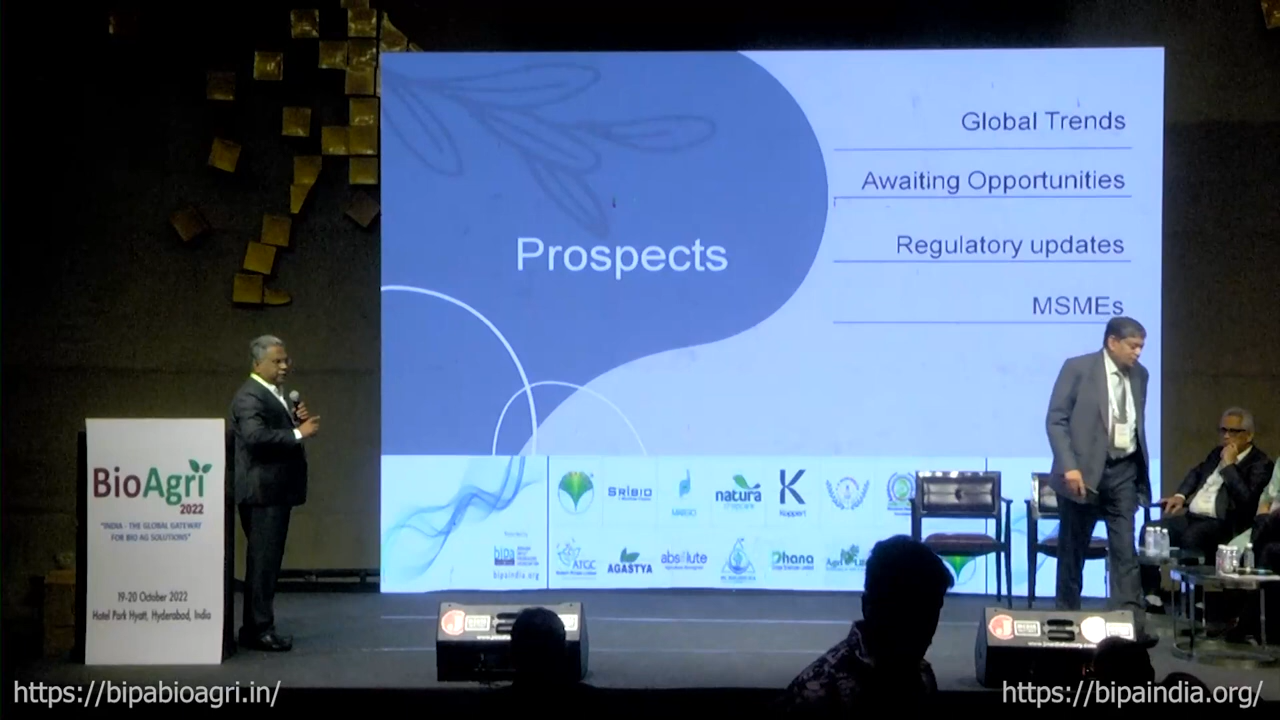 Global Trends
Awaiting Opportunities
Prospects
Regulatory updates
MSMEs
SRIBIO
natura
K
Koppert
bipa
bipaindia.org
ATGC
AGASTYA
absolute
Dhana
BioAgri
2022
"INDIA - THE GLOBAL GATEWAY
FOR BIO AG SOLUTIONS"
19-20 October 2022
Hotel Park Hyatt, Hyderabad, India
https://bipabioagri.in/
https://bipaindia.org/